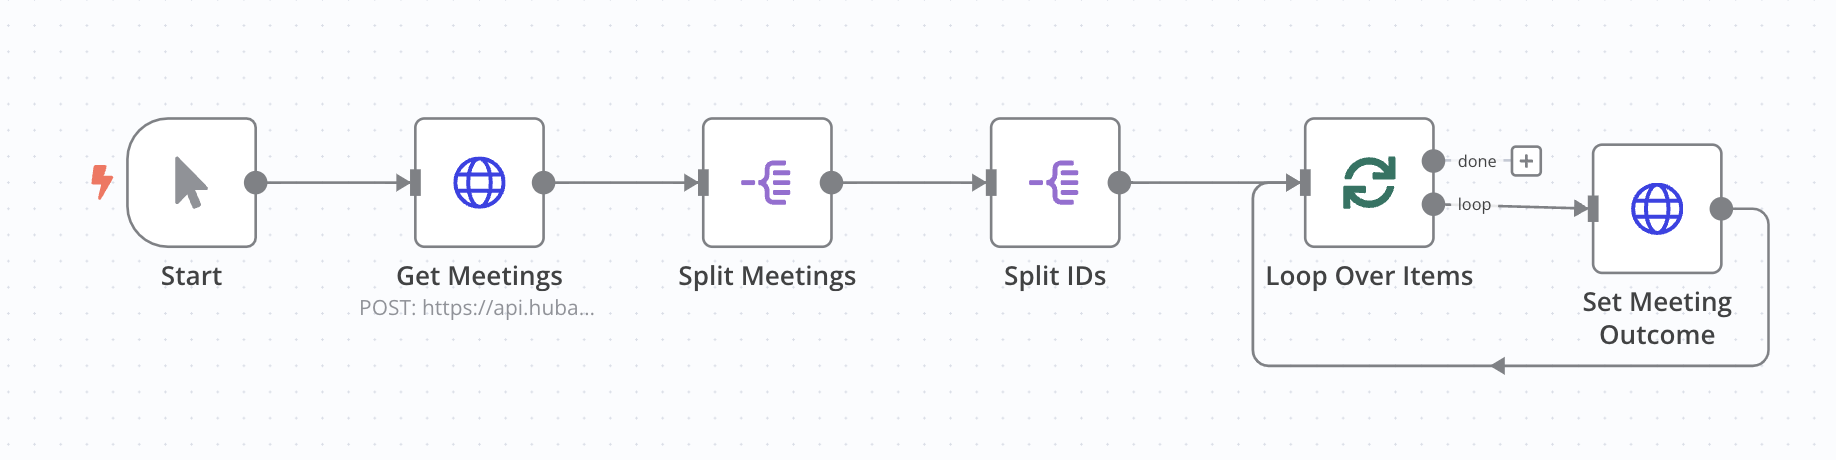 Start
Get Meetings
POST: https://api.huba...
Split Meetings
Split IDs
Loop Over Items
done
loop
Set Meeting
Outcome